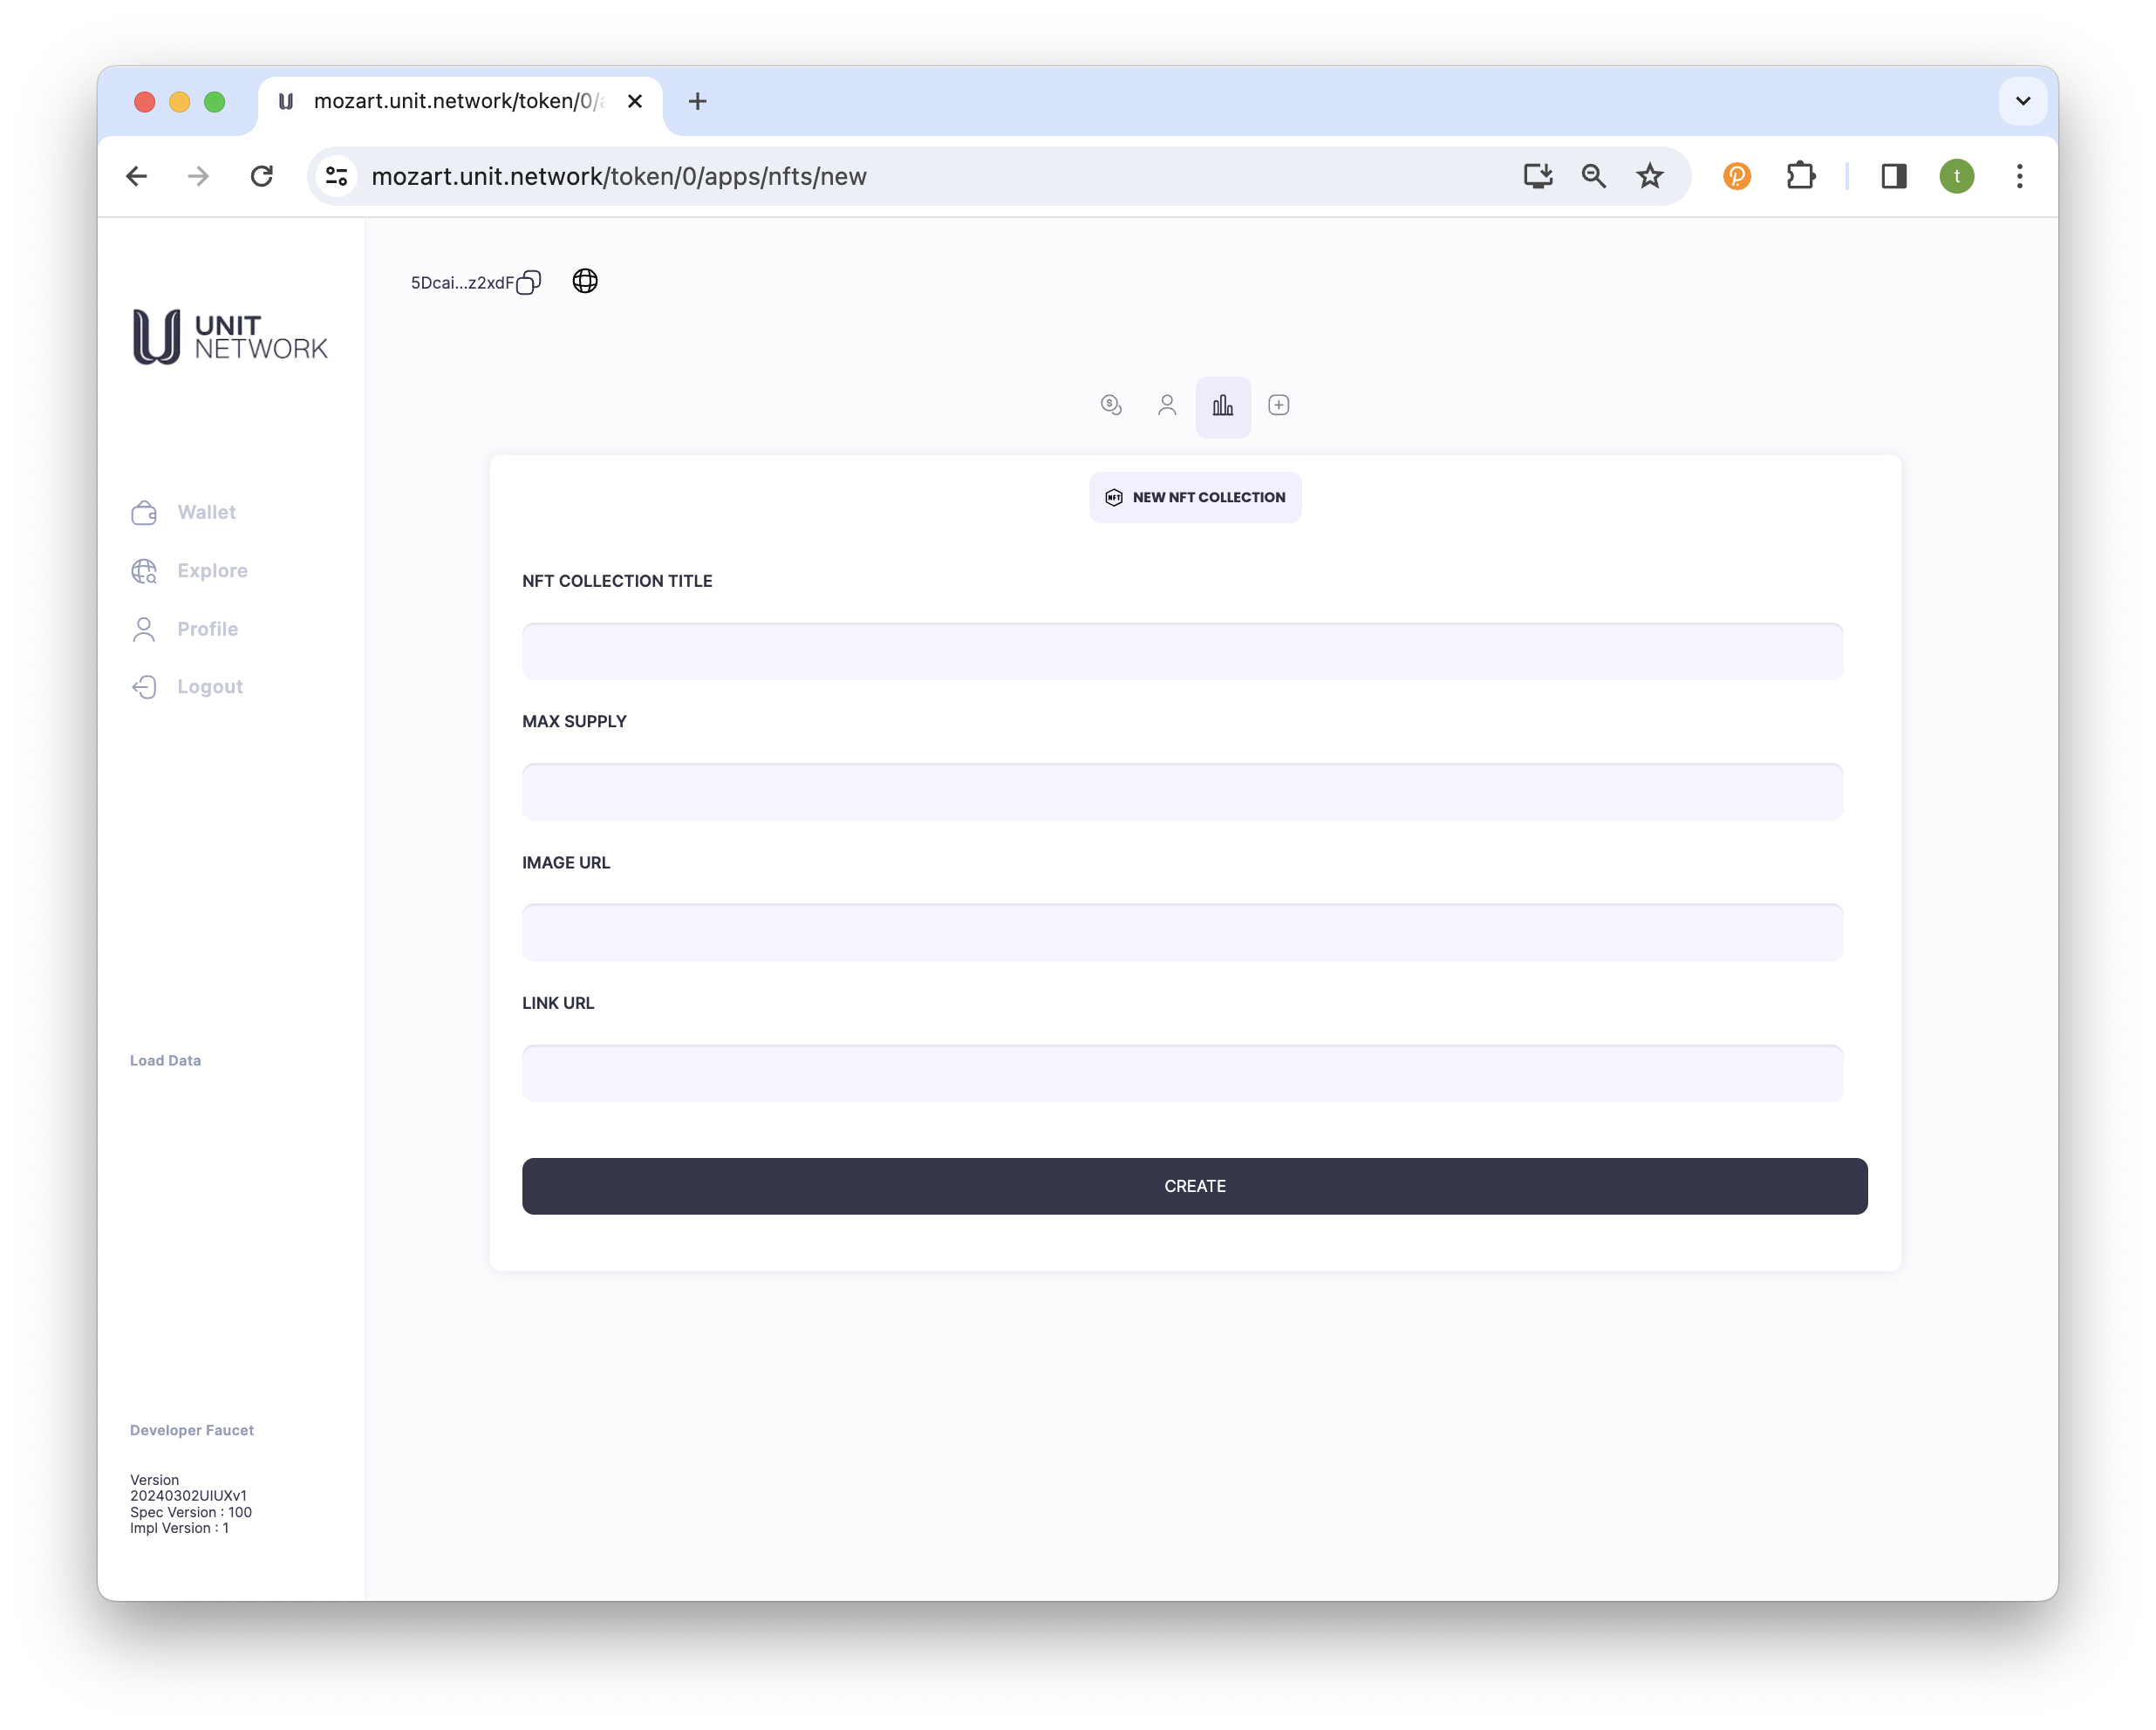 mozart.unit.network/token/0/a
mozart.unit.network/token/0/apps/nfts/new
t
5Dcai...z2xdF
UNIT
NETWORK
NFT NEW NFT COLLECTION
Wallet
Explore
Profile
Logout
NFT COLLECTION TITLE
MAX SUPPLY
IMAGE URL
LINK URL
Load Data
CREATE
Developer Faucet
Version
20240302UIUXv1
Spec Version : 100
Impl Version : 1